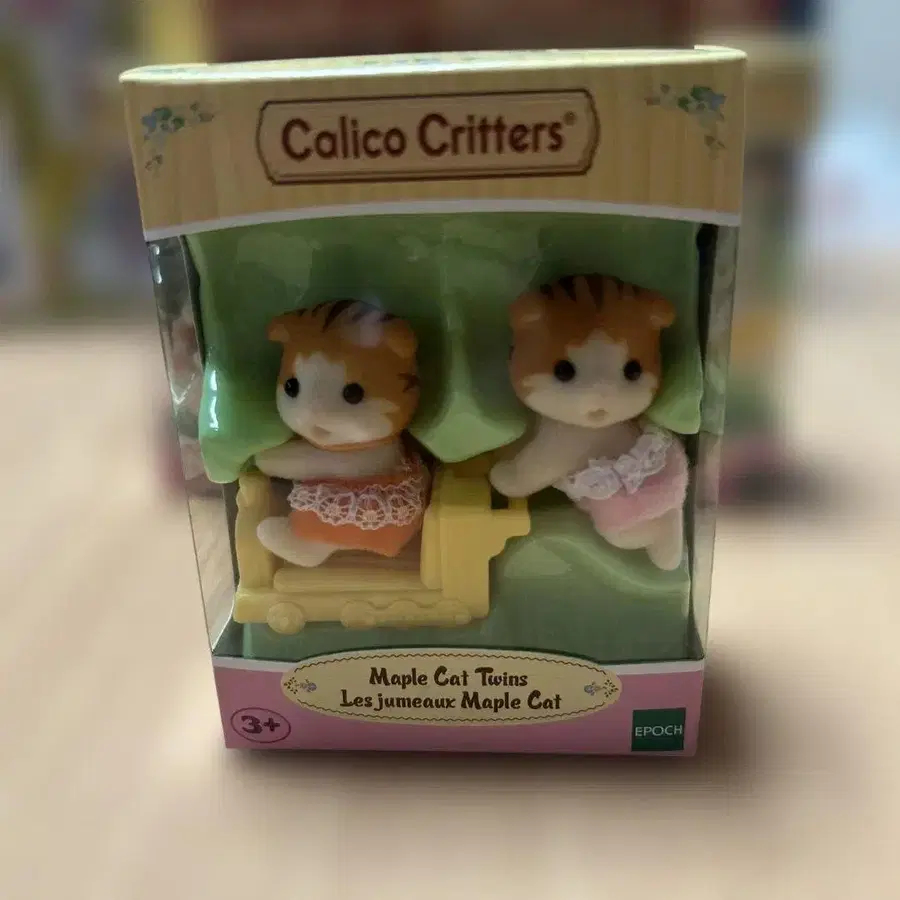 Calico Critters®
Maple Cat Twins
Les jumeaux Maple Cat
3+
EPOCH